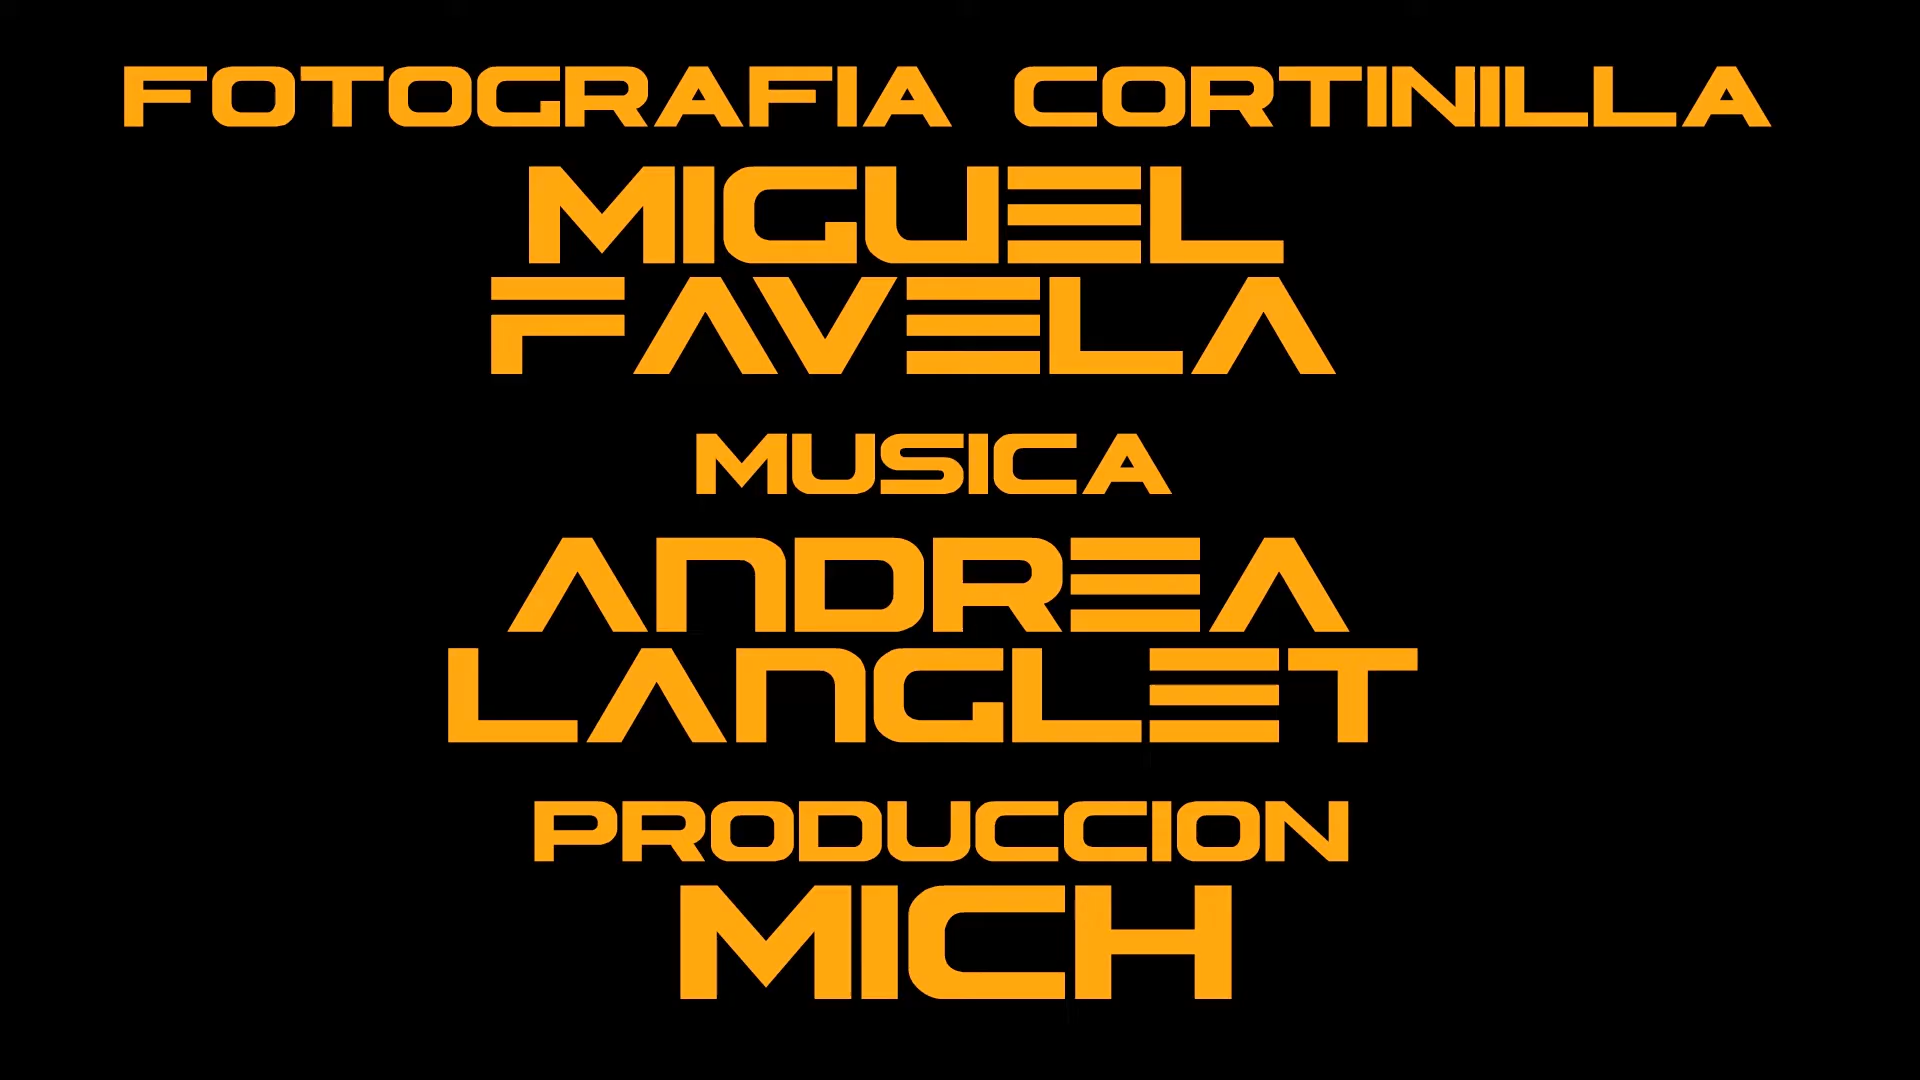 FOTOGRAFIA CORTINILLA
MIGUEL
FAVELA
MUSICA
ANDREA
LANGLET
PRODUCCION
MICH